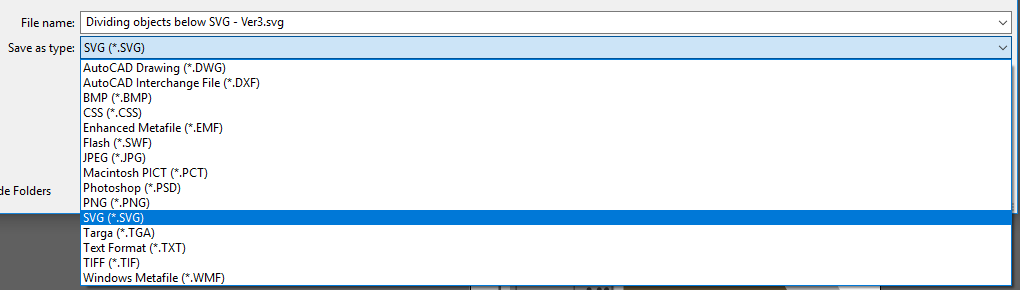 File name: Dividing objects below SVG - Ver3.svg
Save as type: SVG (*.SVG)
AutoCAD Drawing (*.DWG)
AutoCAD Interchange File (*.DXF)
BMP (*.BMP)
CSS (*.CSS)
Enhanced Metafile (*.EMF)
Flash (*.SWF)
JPEG (*.JPG)
Macintosh PICT (*.PCT)
Photoshop (*.PSD)
de Folders
PNG (*.PNG)
SVG (*.SVG)
Targa (*.TGA)
Text Format (*.TXT)
TIFF (*.TIF)
Windows Metafile (*.WMF)